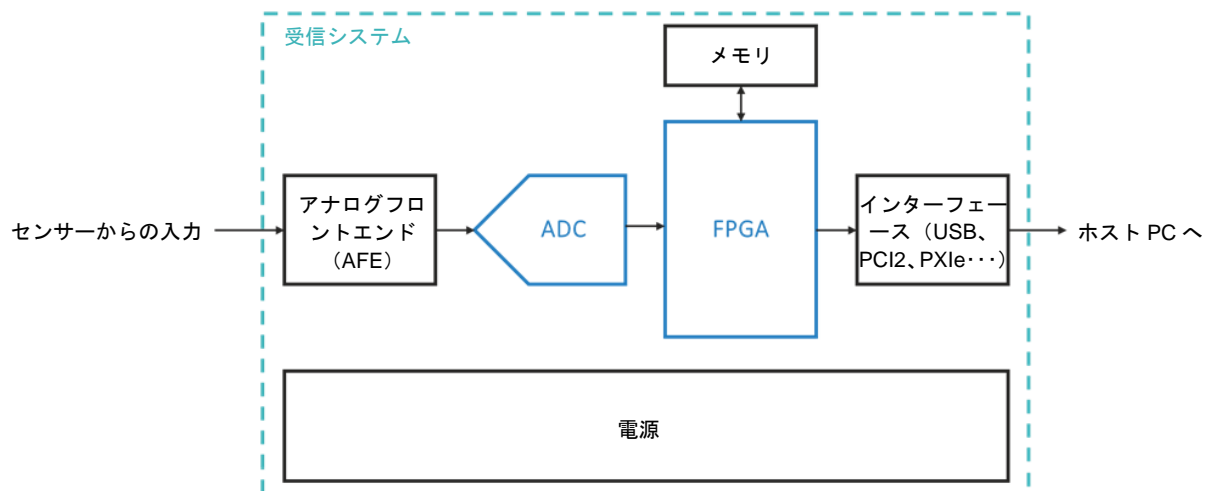 受信システム
メモリ
センサーからの入力
アナログフロ
ントエンド
（AFE）
ADC
FPGA
インターフェー
ース（USB、
PCI2、PXIe･･･）
ホスト PC へ
電源